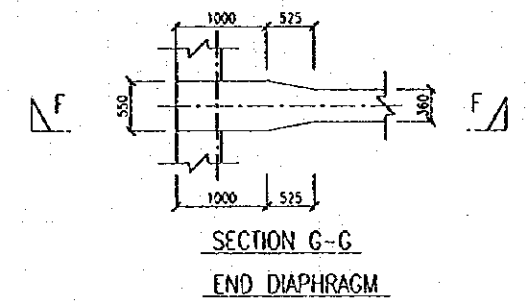 1000 525
550
F
360
F
1000 525
SECTION G-G
END DIAPHRAGM